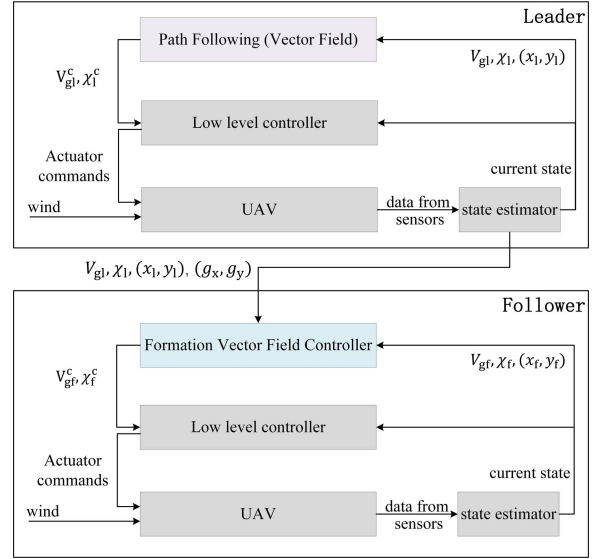 Leader
Path Following (Vector Field)
V_gl^c, χ_l^c
V_gl, χ_l, (x_l, y_l)
Low level controller
Actuator
commands
current state
wind
UAV
data from
sensors
state estimator
V_gl, χ_l, (x_l, y_l), (g_x, g_y)
Follower
Formation Vector Field Controller
V_gf^c, χ_f^c
V_gf, χ_f, (x_f, y_f)
Low level controller
Actuator
commands
current state
wind
UAV
data from
sensors
state estimator